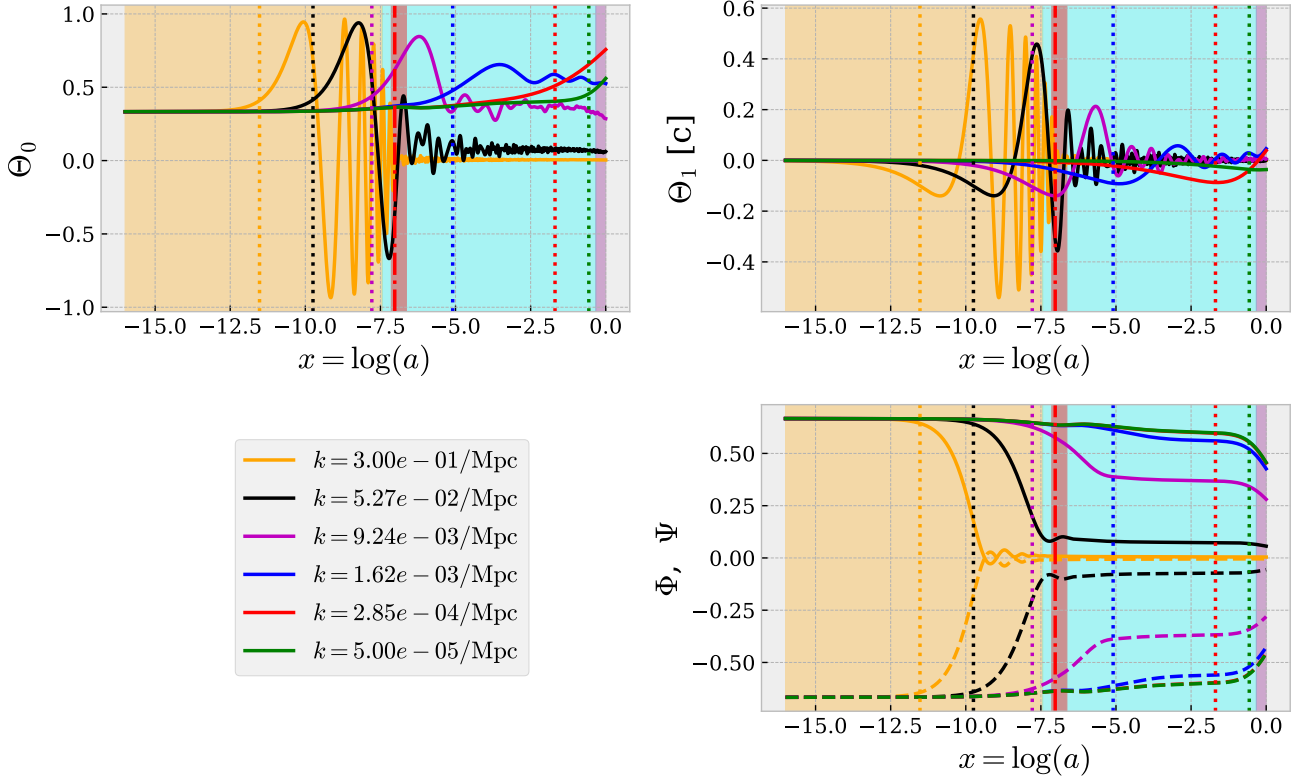 1.0
0.5
0.0
−0.5
−1.0
Θ0
−15.0 −12.5 −10.0 −7.5 −5.0 −2.5 0.0
x = log(a)
0.6
0.4
0.2
0.0
−0.2
−0.4
Θ1 [c]
−15.0 −12.5 −10.0 −7.5 −5.0 −2.5 0.0
x = log(a)
k = 3.00e − 01/Mpc
k = 5.27e − 02/Mpc
k = 9.24e − 03/Mpc
k = 1.62e − 03/Mpc
k = 2.85e − 04/Mpc
k = 5.00e − 05/Mpc
0.50
0.25
0.00
−0.25
−0.50
Φ, Ψ
−15.0 −12.5 −10.0 −7.5 −5.0 −2.5 0.0
x = log(a)